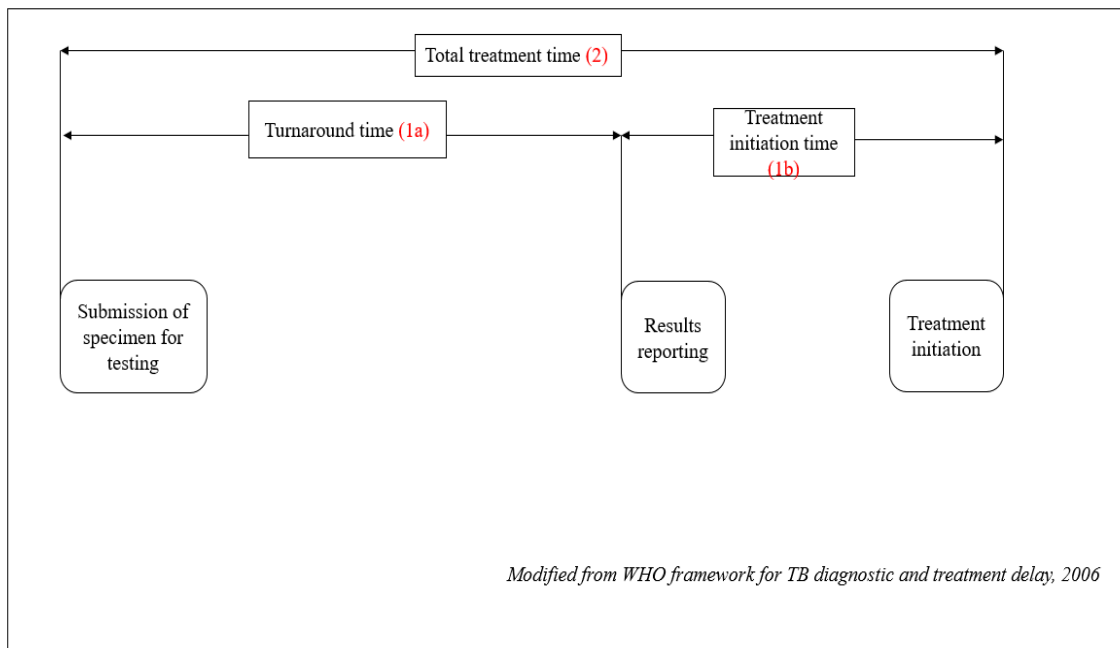 Total treatment time (2)
Turnaround time (1a)
Treatment
initiation time
(1b)
Submission of
specimen for
testing
Results
reporting
Treatment
initiation
Modified from WHO framework for TB diagnostic and treatment delay, 2006